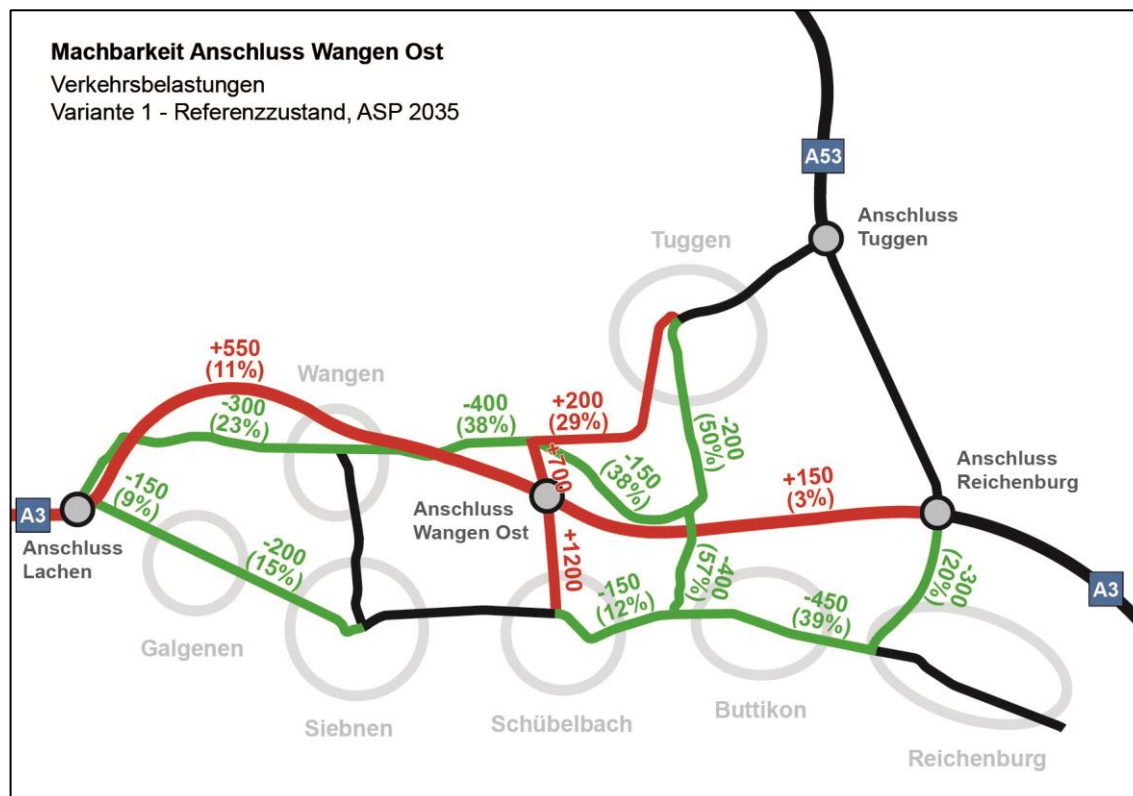 Machbarkeit Anschluss Wangen Ost
Verkehrsbelastungen
Variante 1 - Referenzzustand, ASP 2035
A53
Anschluss
Tuggen
Tuggen
+550
(11%)
Wangen
-300
(23%)
-400
(38%)
+200
(29%)
-200
(50%)
+700
-150
(38%)
+150
(3%)
Anschluss
Reichenburg
-150
(9%)
A3
Anschluss
Lachen
Anschluss
Wangen Ost
+1200
-200
(15%)
-150
(12%)
-400
(57%)
-450
(39%)
-300
(20%)
A3
Galgenen
Siebnen
Schübelbach
Buttikon
Reichenburg